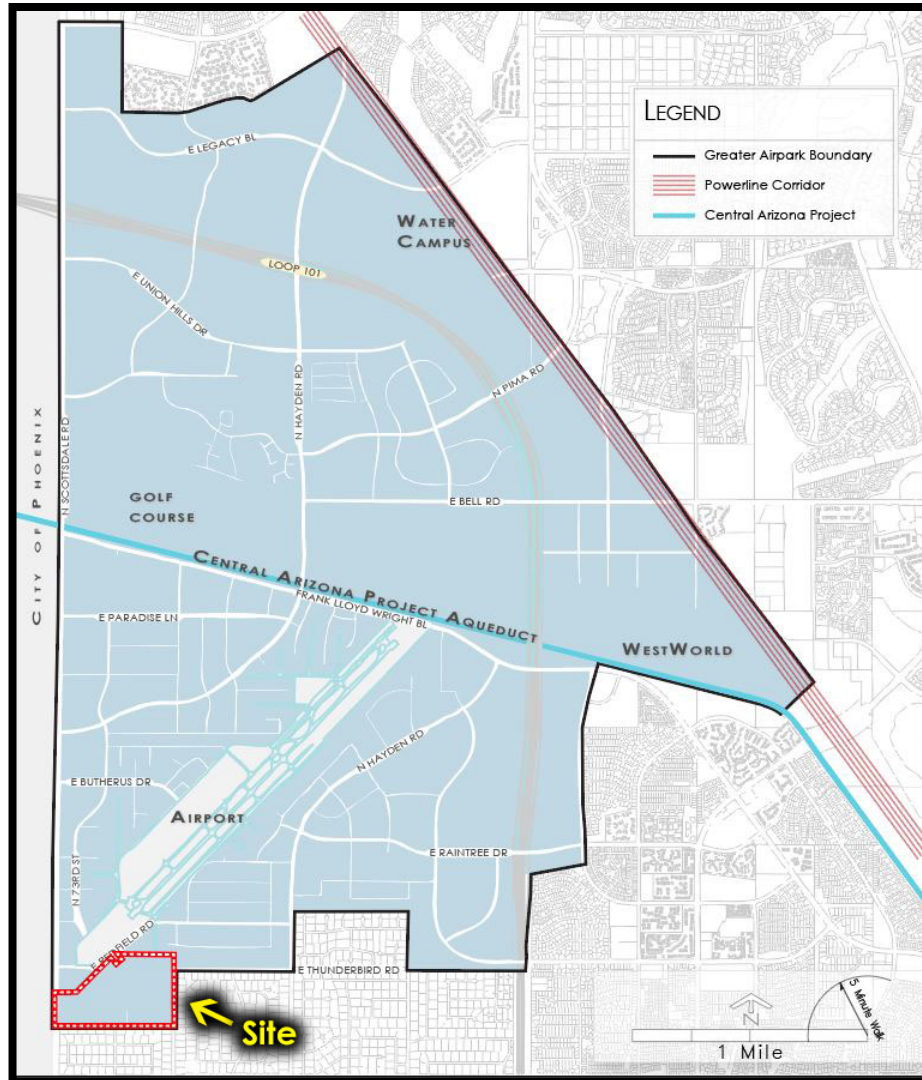 LEGEND
Greater Airpark Boundary
Powerline Corridor
Central Arizona Project
E LEGACY BL
WATER
CAMPUS
LOOP 101
E UNION HILLS DR
N HAYDEN RD
N PIMA RD
CITY OF PHOENIX
N SCOTTSDALE RD
GOLF
COURSE
E BELL RD
CENTRAL ARIZONA PROJECT AQUEDUCT
FRANK LLOYD WRIGHT BL
E PARADISE LN
WESTWORLD
N HAYDEN RD
E BUTHERUS DR
AIRPORT
E RAINTREE DR
N 73RD ST
E REDFIELD RD
E THUNDERBIRD RD
Site
N
5 Minute Walk
1 Mile